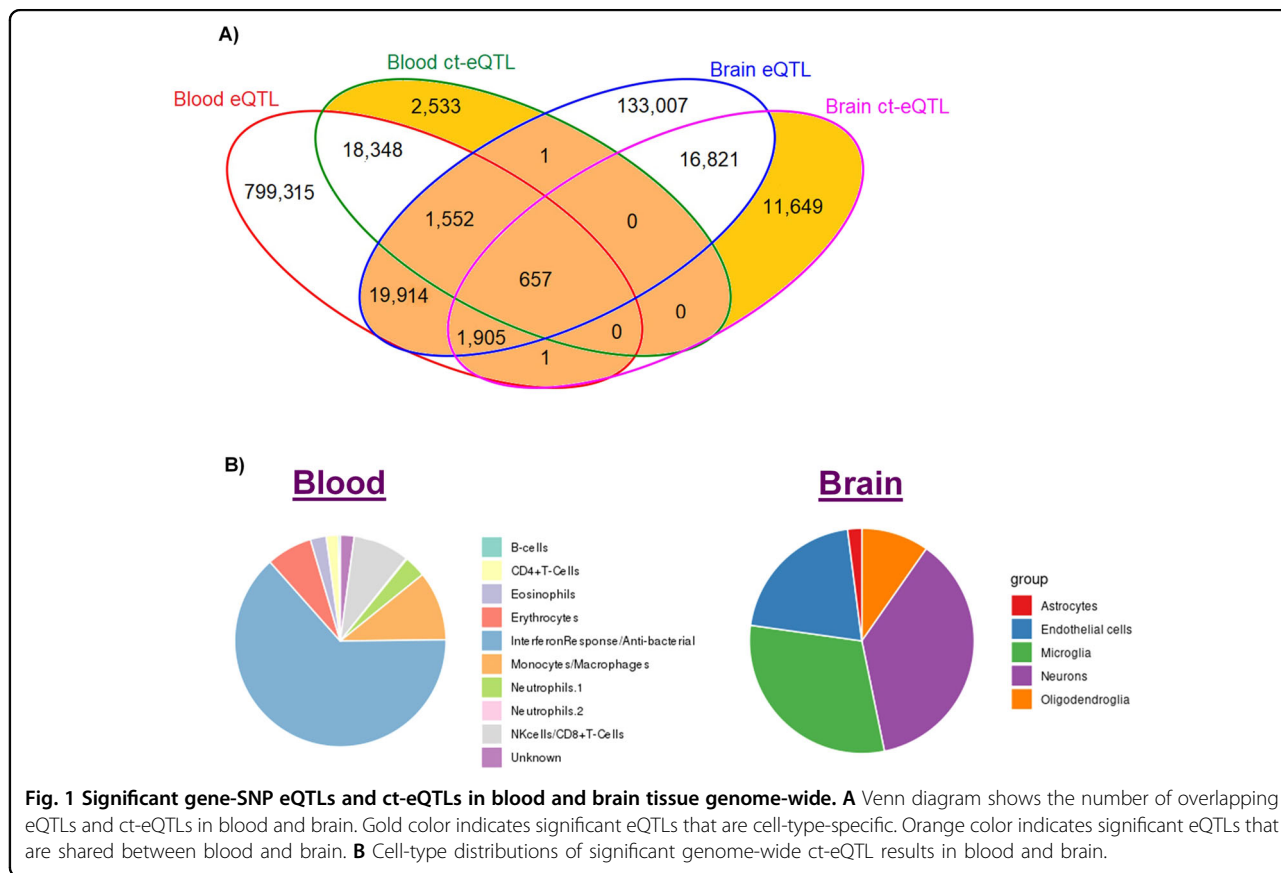 A)
Blood ct-eQTL
Brain eQTL
Blood eQTL
Brain ct-eQTL
2,533
133,007
18,348
1
16,821
799,315
11,649
1,552
0
657
19,914
0
1,905
0
1
B)
Blood
B-cells
CD4+T-Cells
Eosinophils
Erythrocytes
InterferonResponse/Anti-bacterial
Monocytes/Macrophages
Neutrophils.1
Neutrophils.2
NKcells/CD8+T-Cells
Unknown
Brain
group
Astrocytes
Endothelial cells
Microglia
Neurons
Oligodendroglia
Fig. 1 Significant gene-SNP eQTLs and ct-eQTLs in blood and brain tissue genome-wide. A Venn diagram shows the number of overlapping
eQTLs and ct-eQTLs in blood and brain. Gold color indicates significant eQTLs that are cell-type-specific. Orange color indicates significant eQTLs that
are shared between blood and brain. B Cell-type distributions of significant genome-wide ct-eQTL results in blood and brain.